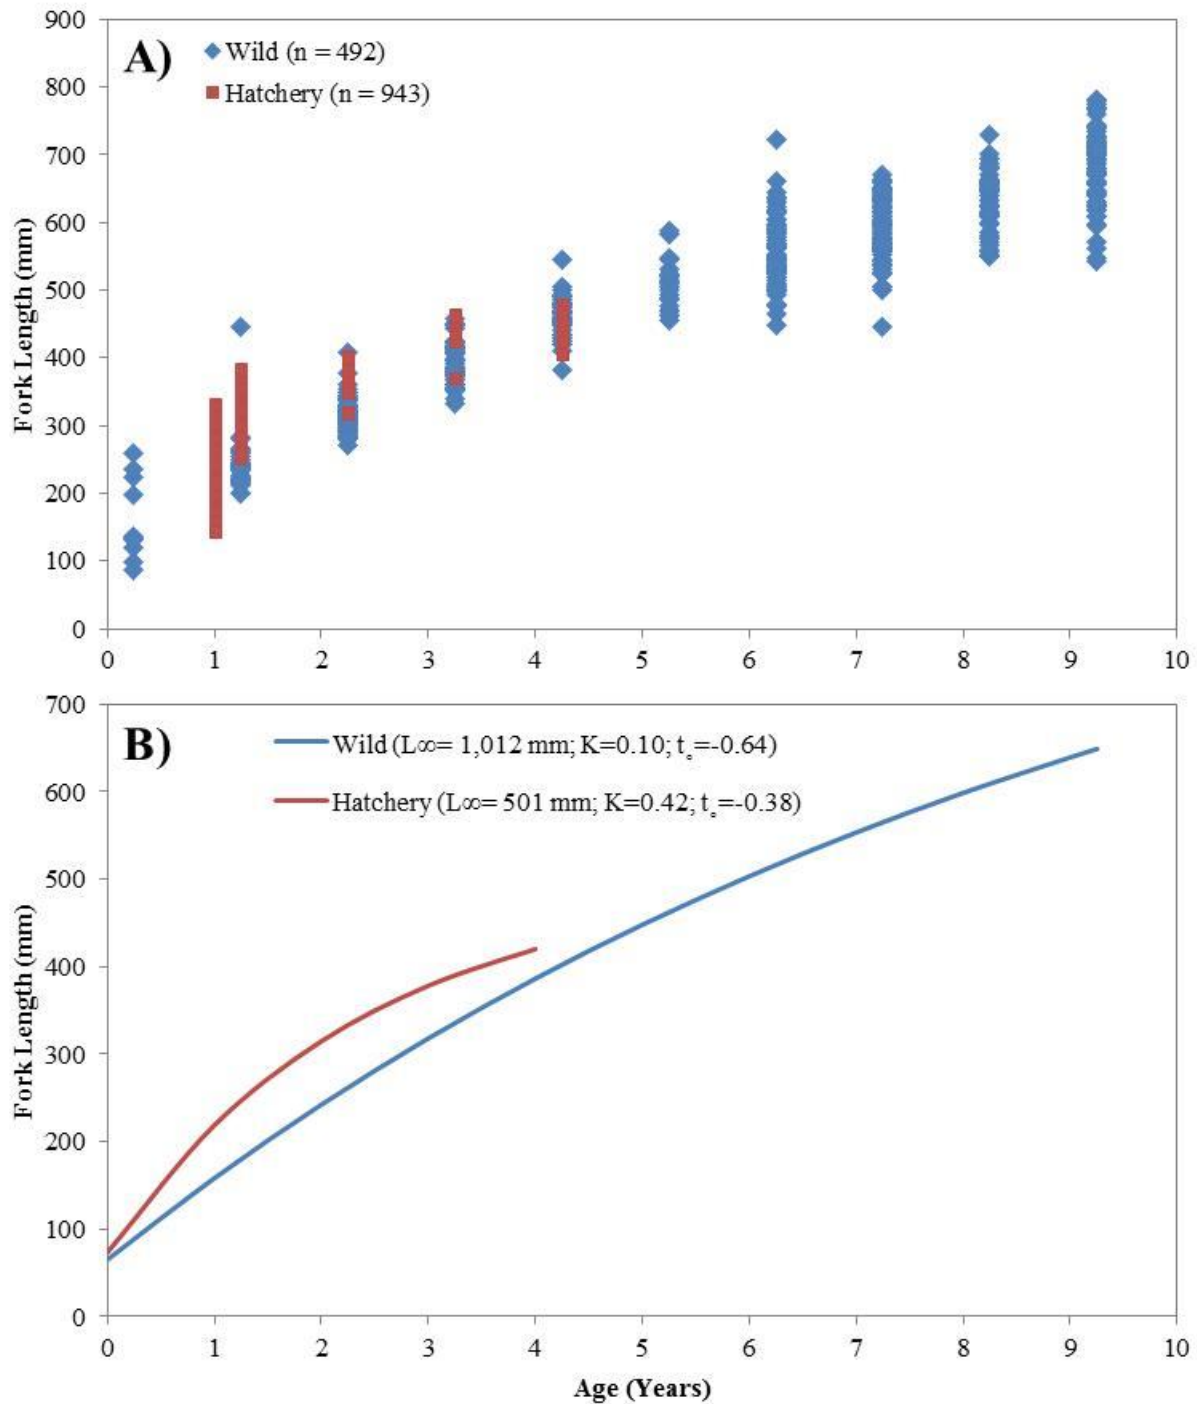 900
800
700
600
500
400
300
200
100
0
Fork Length (mm)
A)
Wild (n = 492)
Hatchery (n = 943)
0 1 2 3 4 5 6 7 8 9 10
700
600
500
400
300
200
100
0
Fork Length (mm)
B)
Wild (L∞= 1,012 mm; K=0.10; t˳=-0.64)
Hatchery (L∞= 501 mm; K=0.42; t˳=-0.38)
0 1 2 3 4 5 6 7 8 9 10
Age (Years)